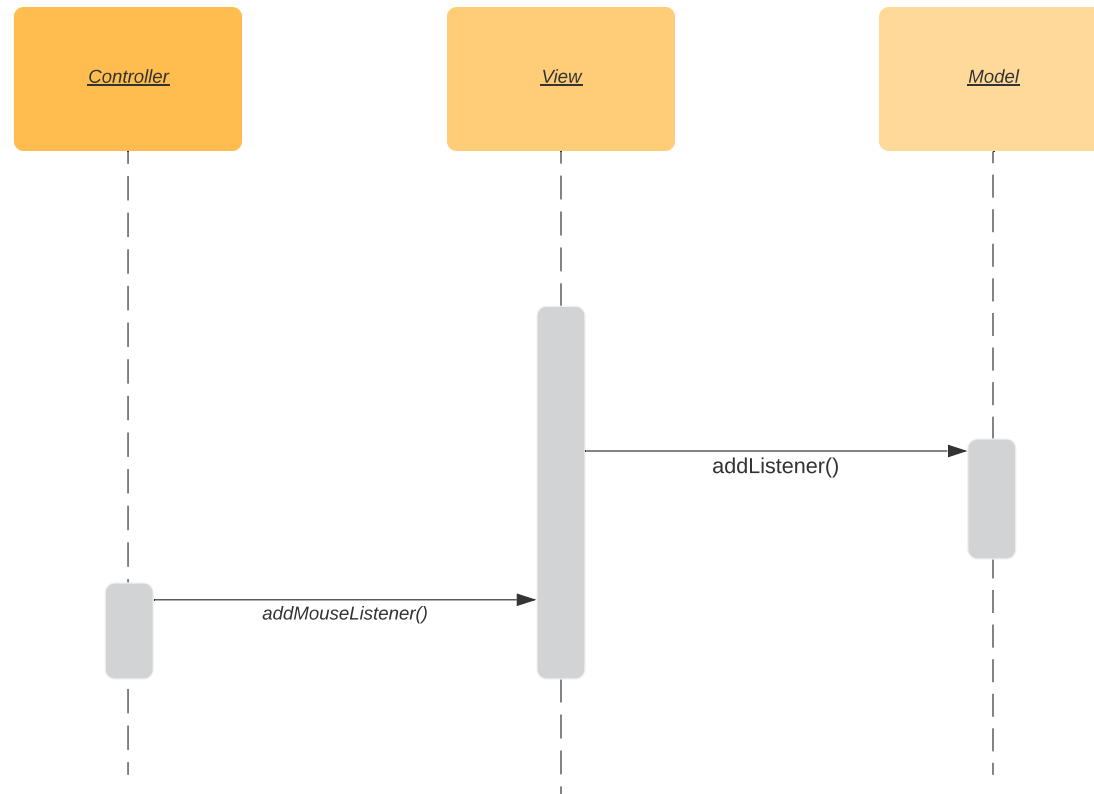 Controller
View
Model
addListener()
addMouseListener()